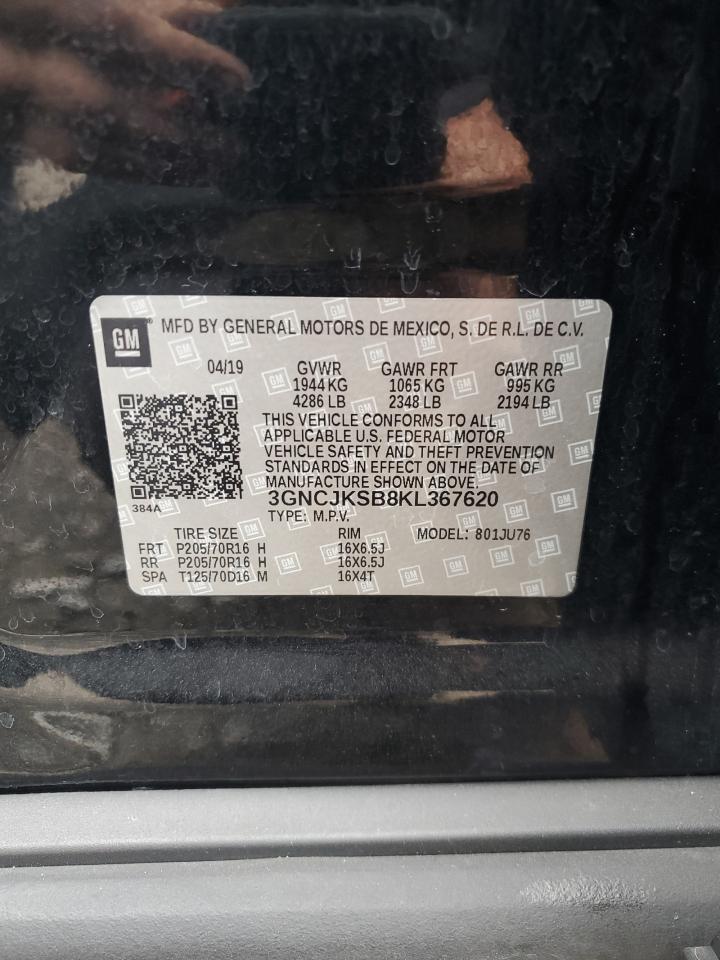 GM ® MFD BY GENERAL MOTORS DE MEXICO, S. DE R.L. DE C.V.
04/19 GVWR GAWR FRT GAWR RR
1944 KG 1065 KG 995 KG
4286 LB 2348 LB 2194 LB
THIS VEHICLE CONFORMS TO ALL
APPLICABLE U.S. FEDERAL MOTOR
VEHICLE SAFETY AND THEFT PREVENTION
STANDARDS IN EFFECT ON THE DATE OF
MANUFACTURE SHOWN ABOVE.
3GNCJKSB8KL367620
384A TYPE: M.P.V.
TIRE SIZE RIM MODEL: 801JU76
FRT P205/70R16 H 16X6.5J
RR P205/70R16 H 16X6.5J
SPA T125/70D16 M 16X4T